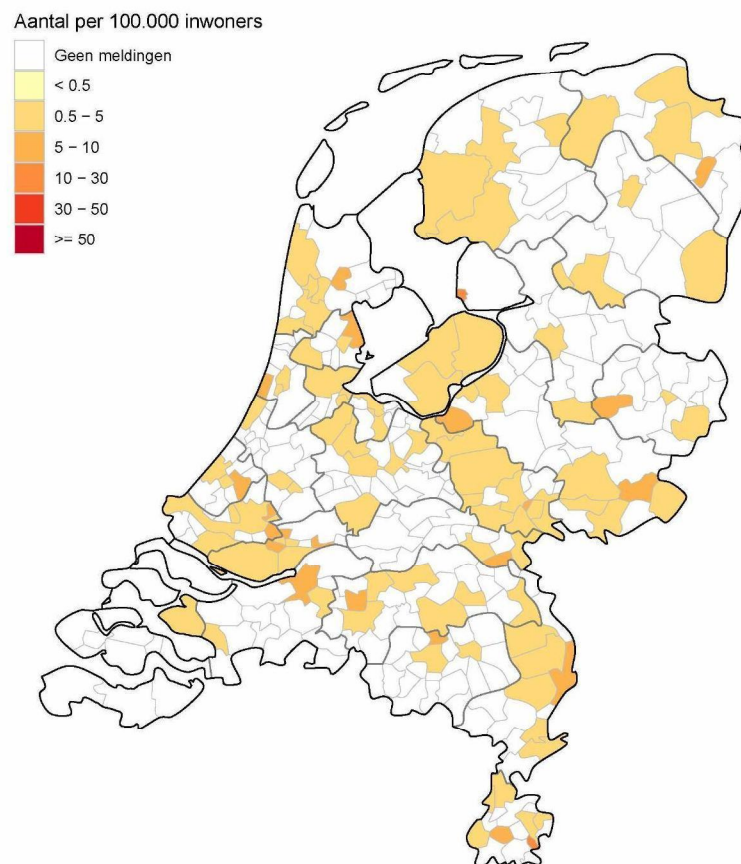 Aantal per 100.000 inwoners
Geen meldingen
< 0.5
0.5 – 5
5 – 10
10 – 30
30 – 50
>= 50